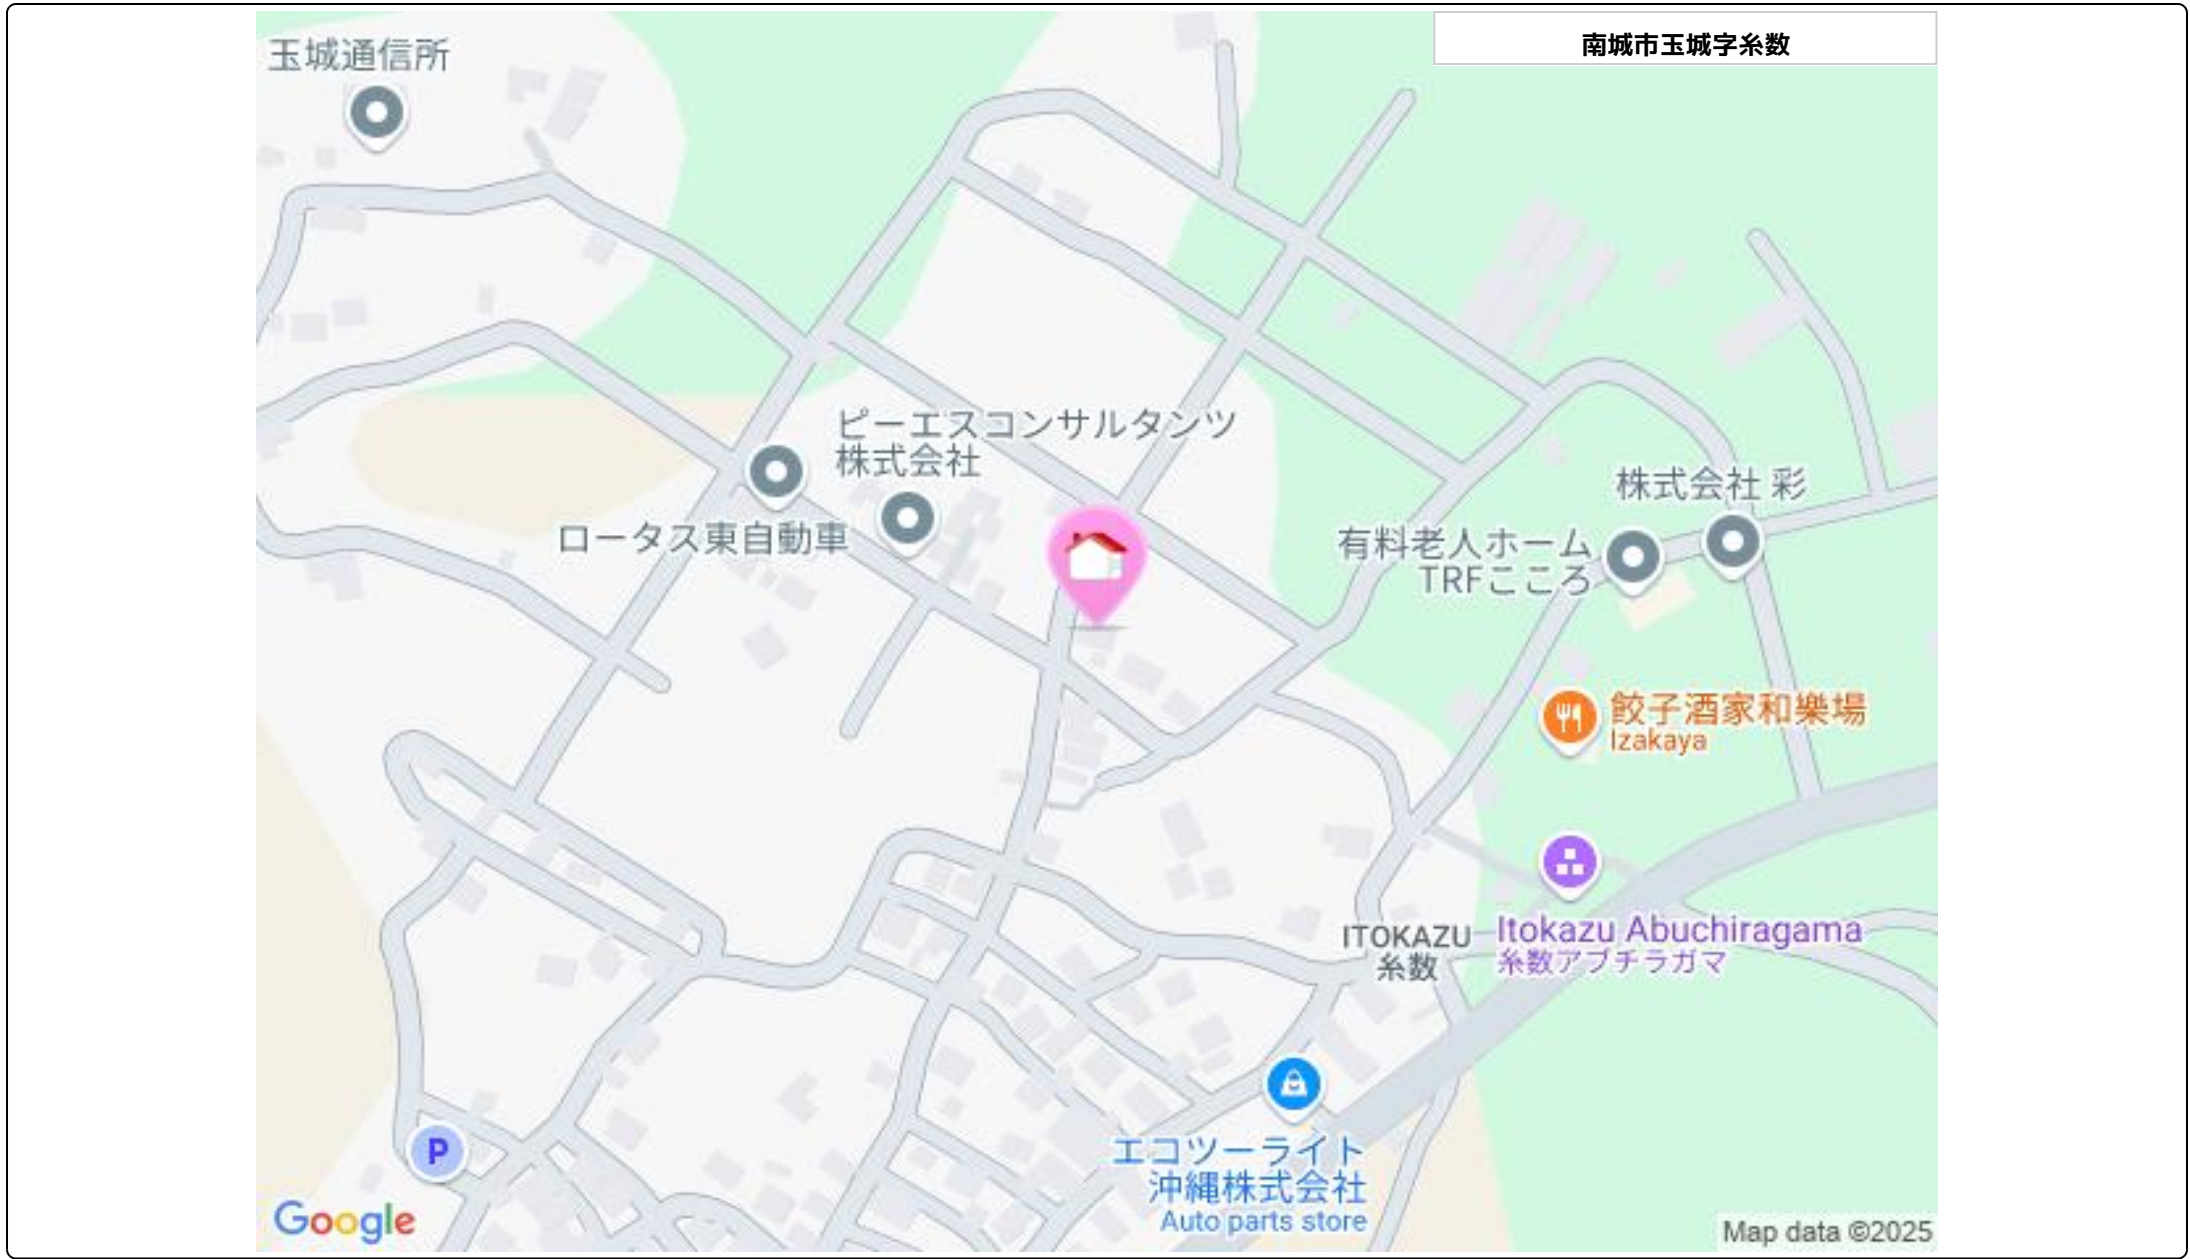 南城市玉城字糸数
玉城通信所
ピーエスコンサルタンツ
株式会社
ロータス東自動車
株式会社 彩
有料老人ホーム
TRFこころ
餃子酒家和樂場
Izakaya
ITOKAZU
糸数
Itokazu Abuchiragama
糸数アブチラガマ
エコツーライト
沖縄株式会社
Auto parts store
P
Google
Map data ©2025